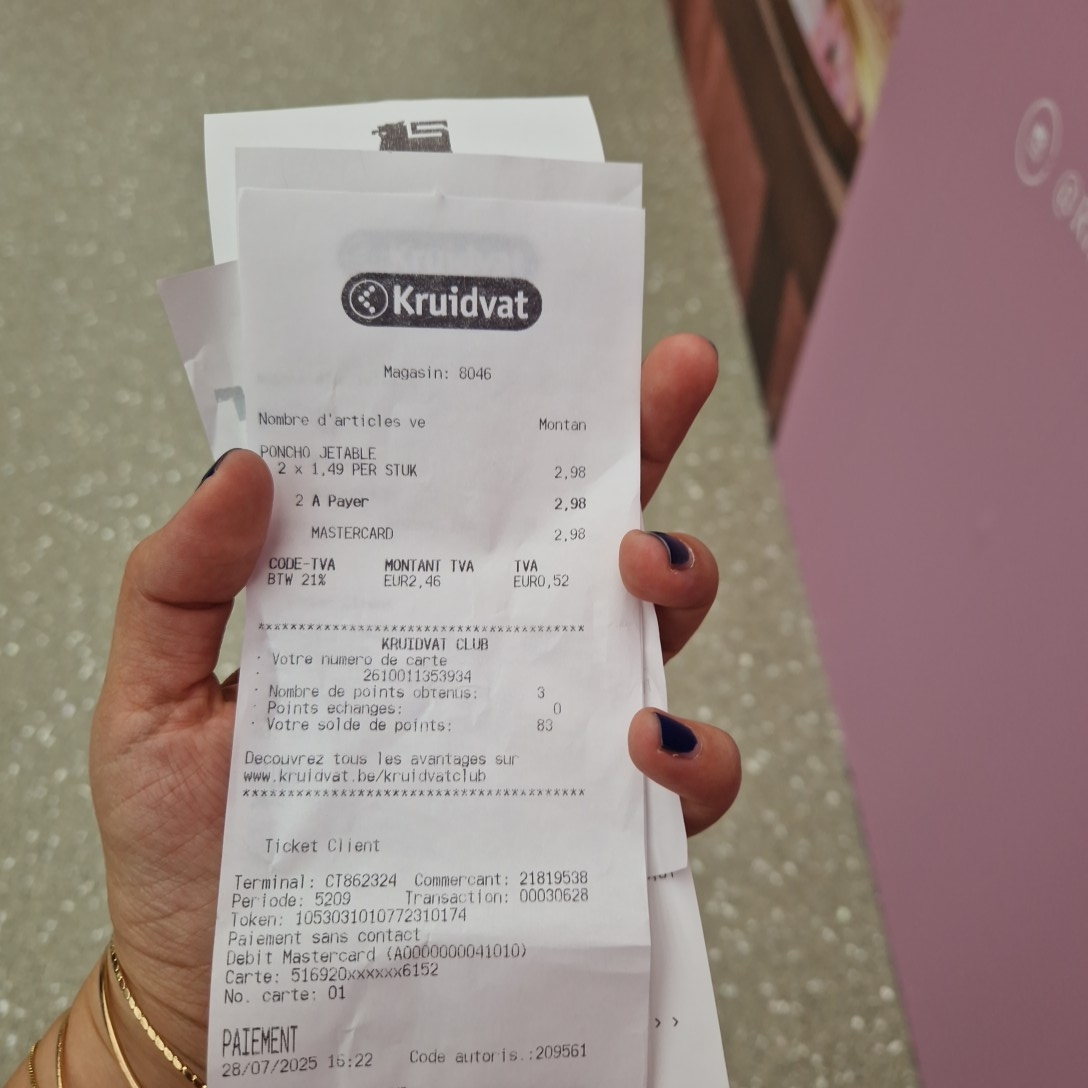 Kruidvat
Magasin: 8046
Nombre d'articles ve Montan
PONCHO JETABLE
2 x 1,49 PER STUK 2,98
2 A Payer 2,98
MASTERCARD 2,98
CODE-TVA MONTANT TVA TVA
BTW 21% EUR2,46 EUR0,52
****************************************
KRUIDVAT CLUB
· Votre numero de carte
· 2610011353934
· Nombre de points obtenus: 3
· Points echanges: 0
· Votre solde de points: 83
Decouvrez tous les avantages sur
www.kruidvat.be/kruidvatclub
****************************************
Ticket Client
Terminal: CT862324 Commercant: 21819538
Periode: 5209 Transaction: 00030628
Token: 1053031010772310174
Paiement sans contact
Debit Mastercard (A0000000041010)
Carte: 516920xxxxxx6152
No. carte: 01
PAIEMENT
28/07/2025 16:22 Code autoris.:209561